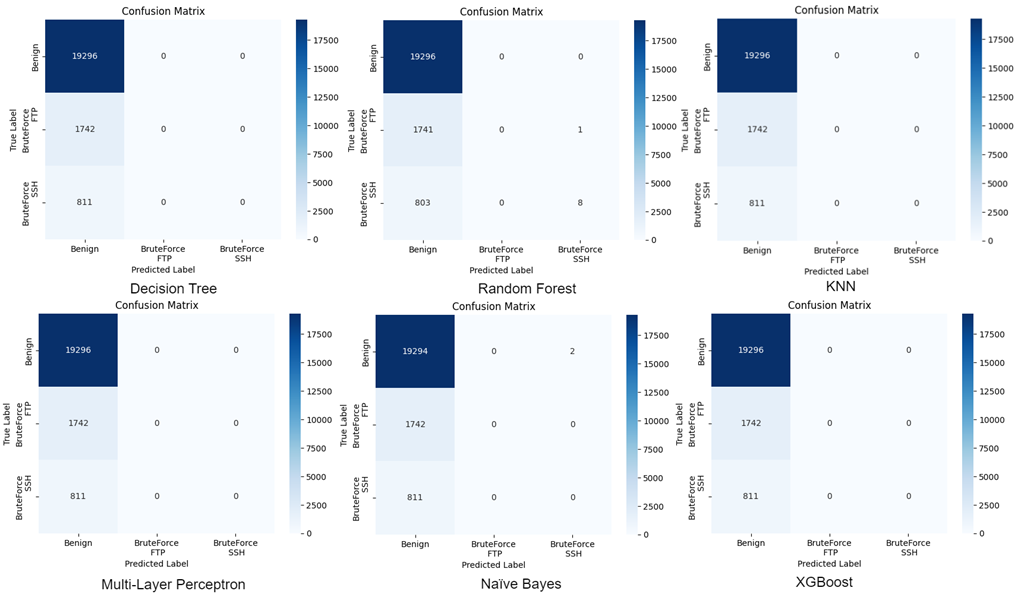 Confusion Matrix
Benign
BruteForce
FTP
BruteForce
SSH
True Label
19296 0 0
1742 0 0
811 0 0
Benign
BruteForce
FTP
BruteForce
SSH
Predicted Label
17500
15000
12500
10000
7500
5000
2500
0
Decision Tree
Confusion Matrix
Benign
BruteForce
FTP
BruteForce
SSH
True Label
19296 0 0
1741 0 1
803 0 8
Benign
BruteForce
FTP
BruteForce
SSH
Predicted Label
17500
15000
12500
10000
7500
5000
2500
0
Random Forest
Confusion Matrix
Benign
BruteForce
FTP
BruteForce
SSH
True Label
19296 0 0
1742 0 0
811 0 0
Benign
BruteForce
FTP
BruteForce
SSH
Predicted Label
17500
15000
12500
10000
7500
5000
2500
0
KNN
Confusion Matrix
Benign
BruteForce
FTP
BruteForce
SSH
True Label
19296 0 0
1742 0 0
811 0 0
Benign
BruteForce
FTP
BruteForce
SSH
Predicted Label
17500
15000
12500
10000
7500
5000
2500
0
Multi-Layer Perceptron
Confusion Matrix
Benign
BruteForce
FTP
BruteForce
SSH
True Label
19294 0 2
1742 0 0
811 0 0
Benign
BruteForce
FTP
BruteForce
SSH
Predicted Label
17500
15000
12500
10000
7500
5000
2500
0
Naïve Bayes
Confusion Matrix
Benign
BruteForce
FTP
BruteForce
SSH
True Label
19296 0 0
1742 0 0
811 0 0
Benign
BruteForce
FTP
BruteForce
SSH
Predicted Label
17500
15000
12500
10000
7500
5000
2500
0
XGBoost